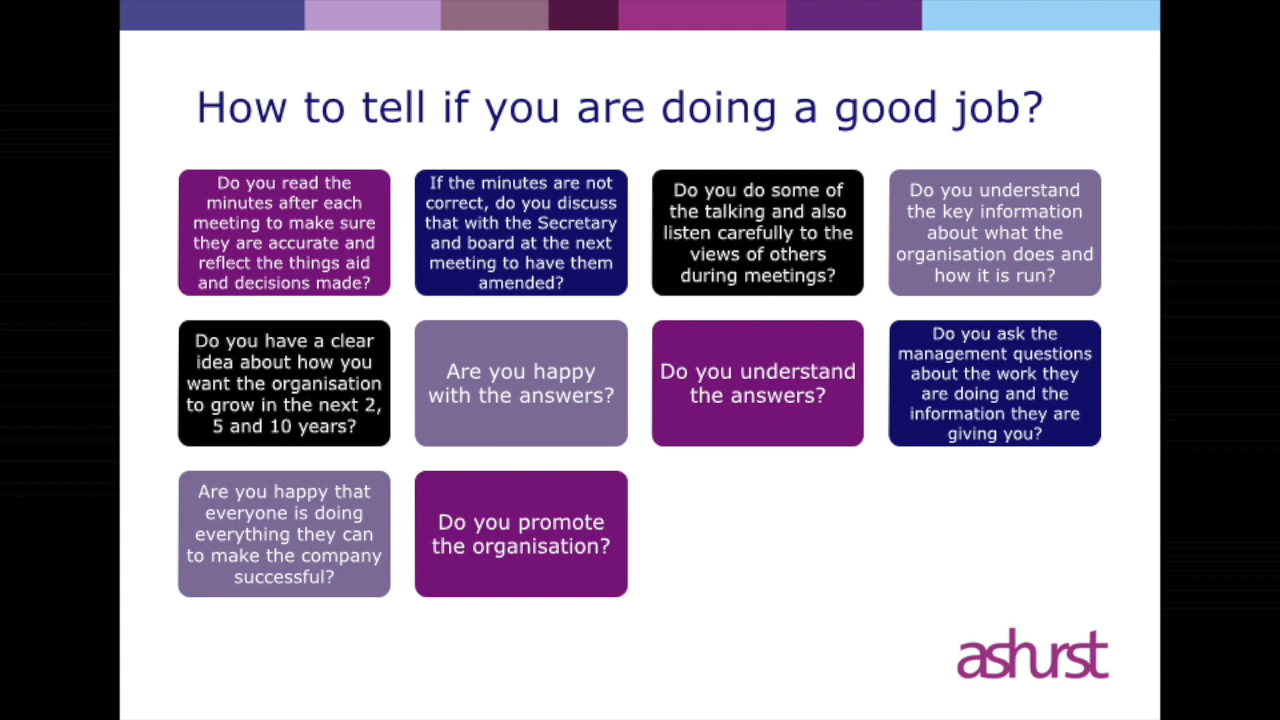 How to tell if you are doing a good job?
Do you read the
minutes after each
meeting to make sure
they are accurate and
reflect the things aid
and decisions made?
If the minutes are not
correct, do you discuss
that with the Secretary
and board at the next
meeting to have them
amended?
Do you do some of
the talking and also
listen carefully to the
views of others
during meetings?
Do you understand
the key information
about what the
organisation does and
how it is run?
Do you have a clear
idea about how you
want the organisation
to grow in the next 2,
5 and 10 years?
Are you happy
with the answers?
Do you understand
the answers?
Do you ask the
management questions
about the work they
are doing and the
information they are
giving you?
Are you happy that
everyone is doing
everything they can
to make the company
successful?
Do you promote
the organisation?
ashurst